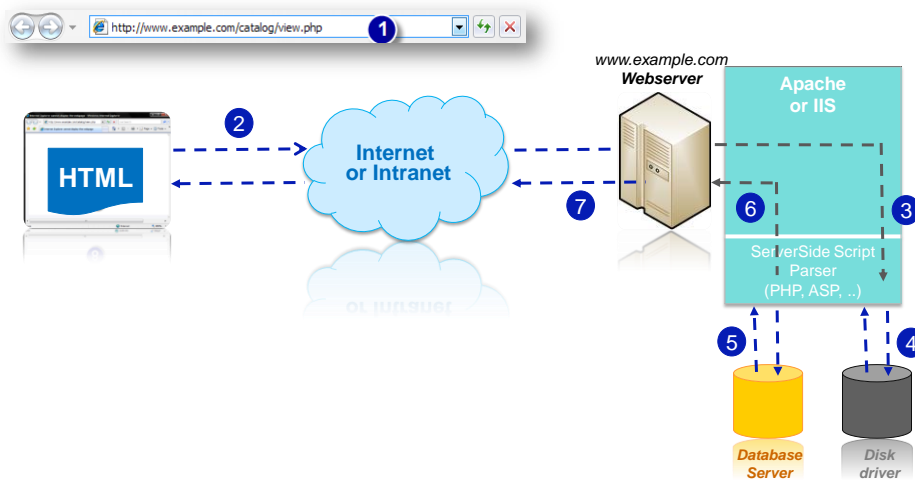 http://www.example.com/catalog/view.php
1
www.example.com
Webserver
Apache
or IIS
2
HTML
Internet
or Intranet
7
6
3
ServerSide Script
Parser
(PHP, ASP, ..)
5
4
Database
Server
Disk
driver